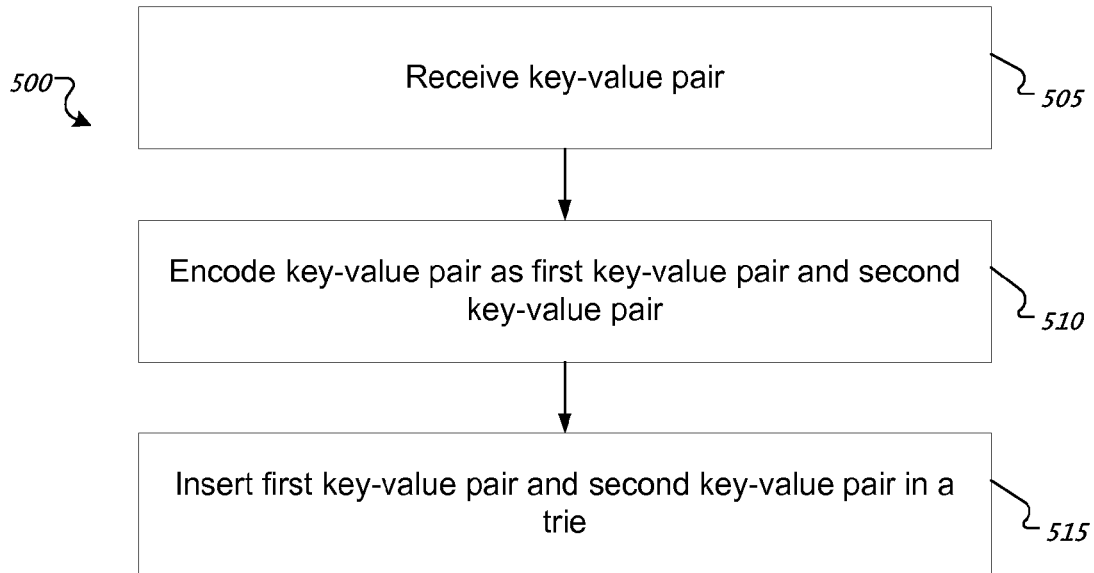 500
Receive key-value pair
505
Encode key-value pair as first key-value pair and second
key-value pair
510
Insert first key-value pair and second key-value pair in a
trie
515